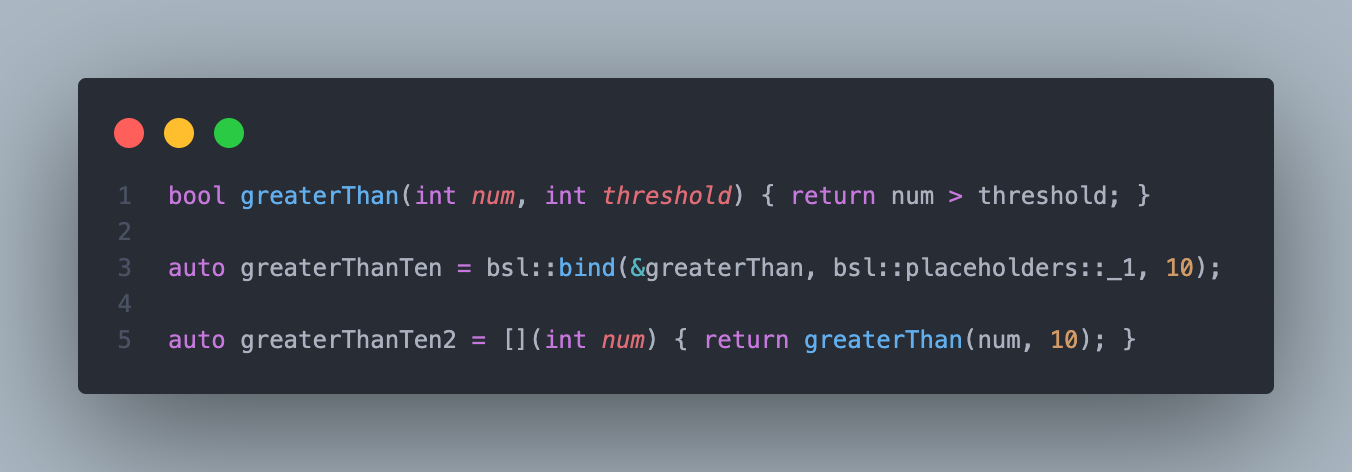 1 bool greaterThan(int num, int threshold) { return num > threshold; }
2
3 auto greaterThanTen = bsl::bind(&greaterThan, bsl::placeholders::_1, 10);
4
5 auto greaterThanTen2 = [](int num) { return greaterThan(num, 10); }